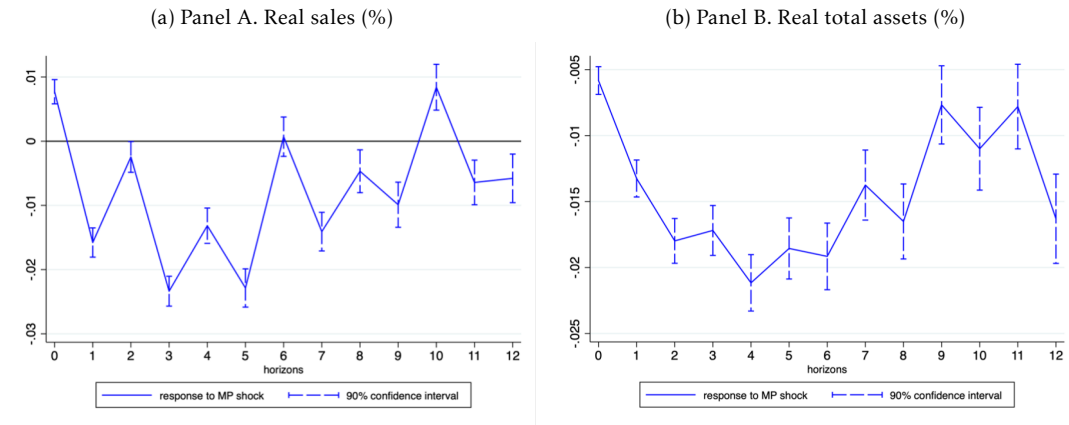 (a) Panel A. Real sales (%)
.01
0
-.01
-.02
-.03
0 1 2 3 4 5 6 7 8 9 10 11 12
horizons
response to MP shock 90% confidence interval
(b) Panel B. Real total assets (%)
-.005
-.01
-.015
-.02
-.025
0 1 2 3 4 5 6 7 8 9 10 11 12
horizons
response to MP shock 90% confidence interval